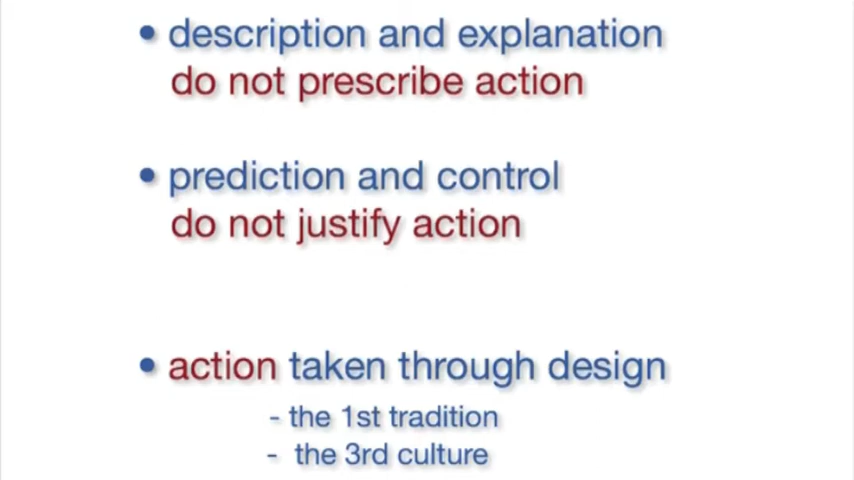 • description and explanation
do not prescribe action
• prediction and control
do not justify action
• action taken through design
- the 1st tradition
- the 3rd culture